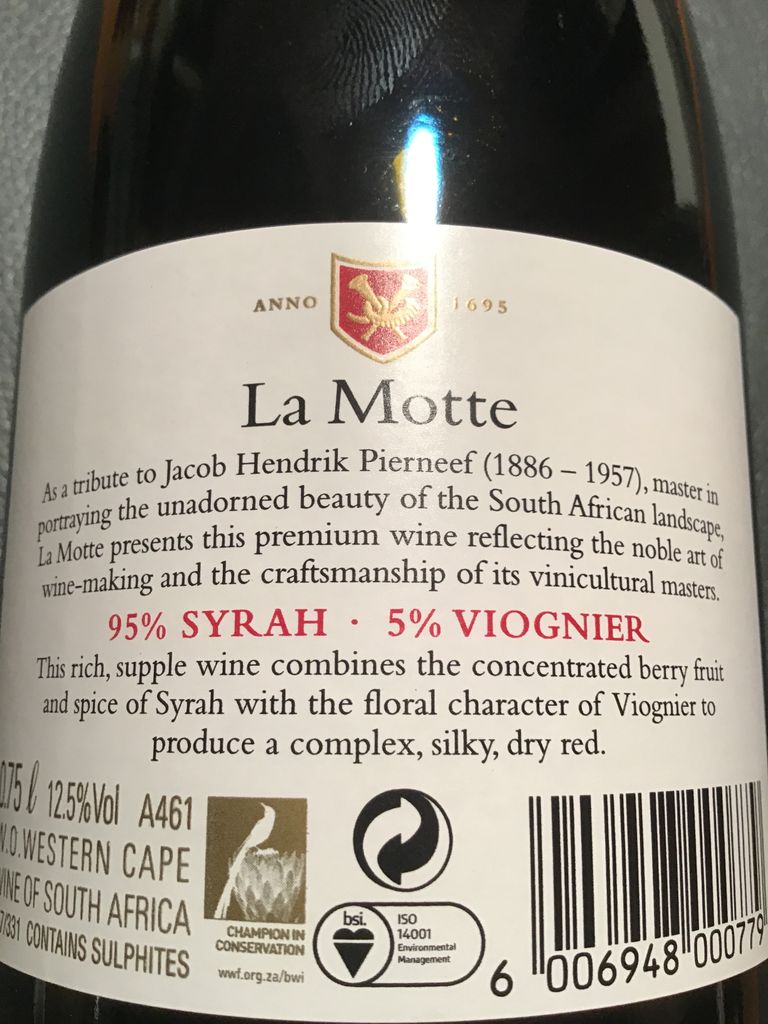 ANNO 1695
La Motte
As a tribute to Jacob Hendrik Pierneef (1886 – 1957), master in
portraying the unadorned beauty of the South African landscape,
La Motte presents this premium wine reflecting the noble art of
wine-making and the craftsmanship of its vinicultural masters.
95% SYRAH · 5% VIOGNIER
This rich, supple wine combines the concentrated berry fruit
and spice of Syrah with the floral character of Viognier to
produce a complex, silky, dry red.
0.75 ℓ 12.5%Vol A461
W.O. WESTERN CAPE
WINE OF SOUTH AFRICA
CONTAINS SULPHITES
CHAMPION IN
CONSERVATION
wwf.org.za/bwi
bsi.
ISO
14001
Environmental
Management
6 006948 000779